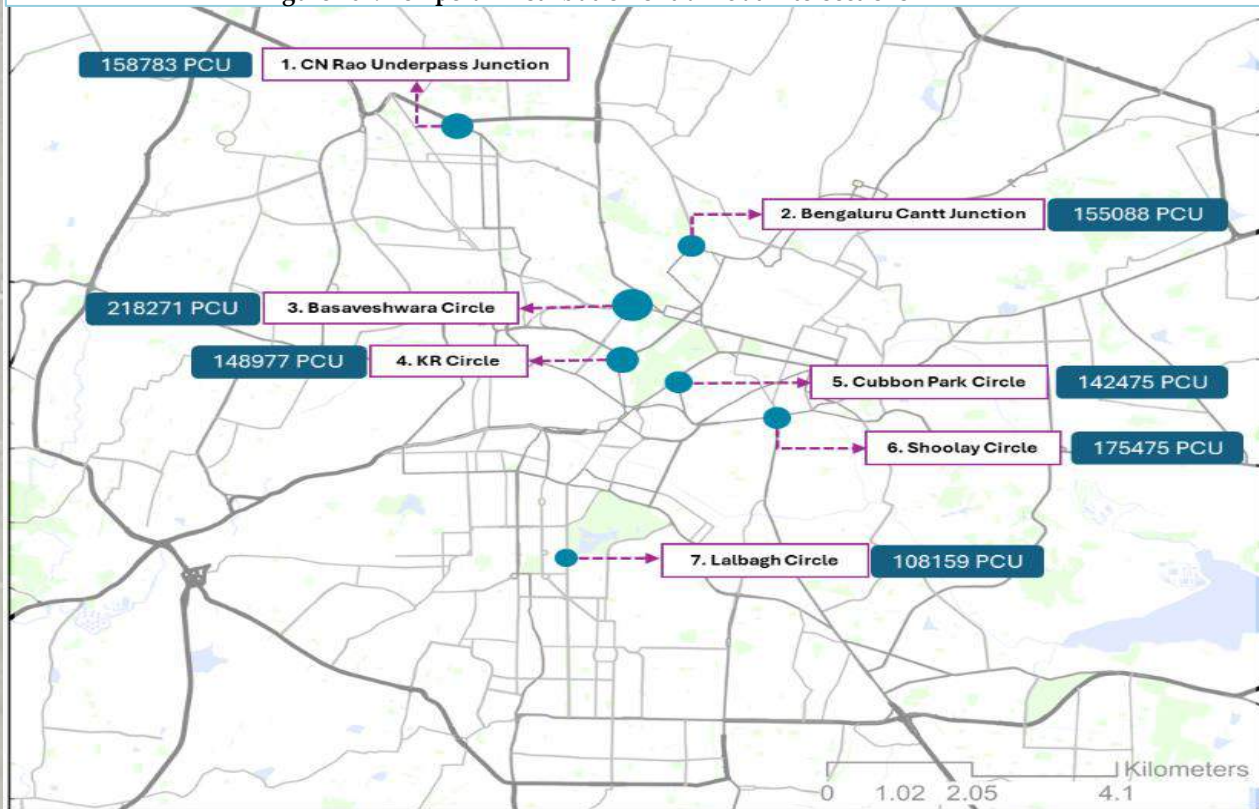 158783 PCU
1. CN Rao Underpass Junction
2. Bengaluru Cantt Junction
155088 PCU
218271 PCU
3. Basaveshwara Circle
148977 PCU
4. KR Circle
5. Cubbon Park Circle
142475 PCU
6. Shoolay Circle
175475 PCU
7. Lalbagh Circle
108159 PCU
Kilometers
0 1.02 2.05 4.1